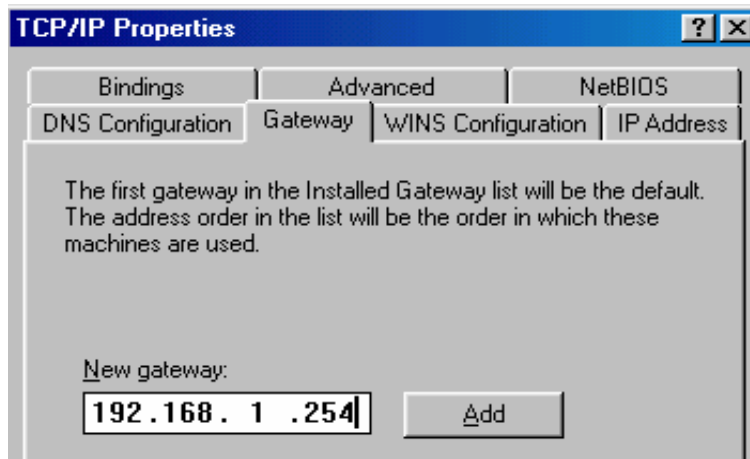 TCP/IP Properties
? X
Bindings Advanced NetBIOS
DNS Configuration Gateway WINS Configuration IP Address
The first gateway in the Installed Gateway list will be the default.
The address order in the list will be the order in which these
machines are used.
New gateway:
192.168. 1 .254 Add